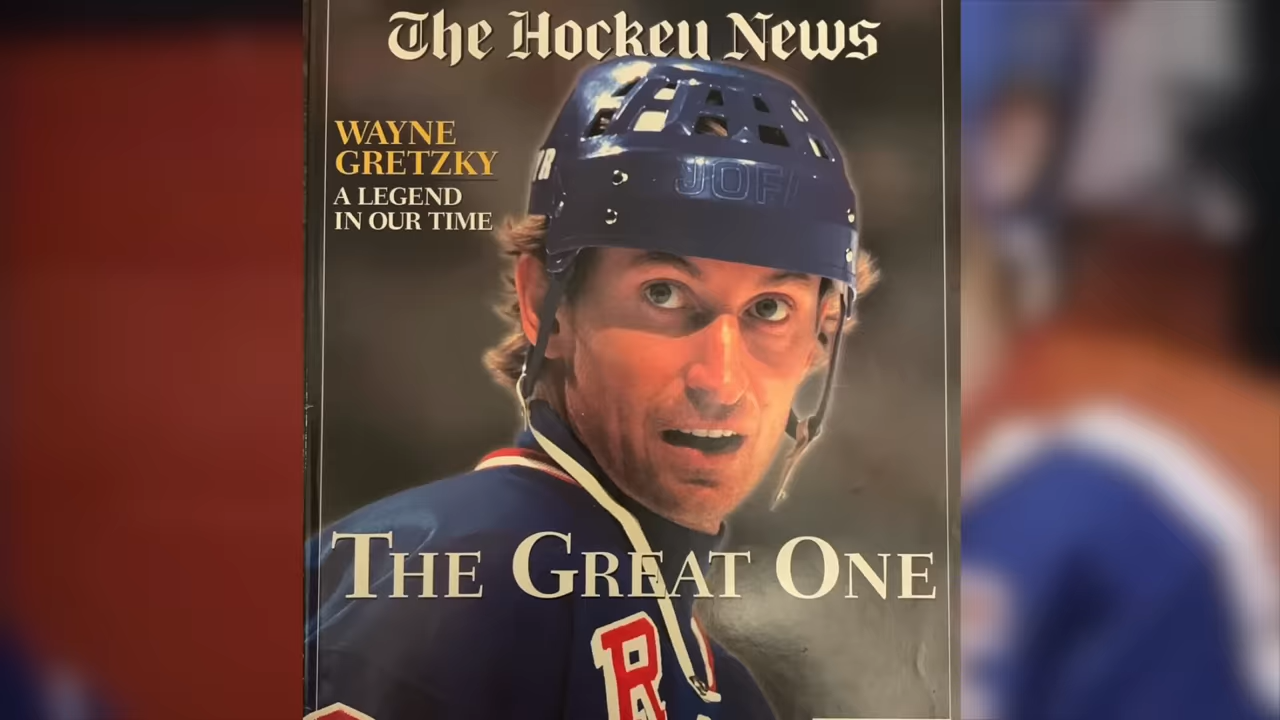 The Hockey News
WAYNE
GRETZKY
A LEGEND
IN OUR TIME
JOFA
THE GREAT ONE
R